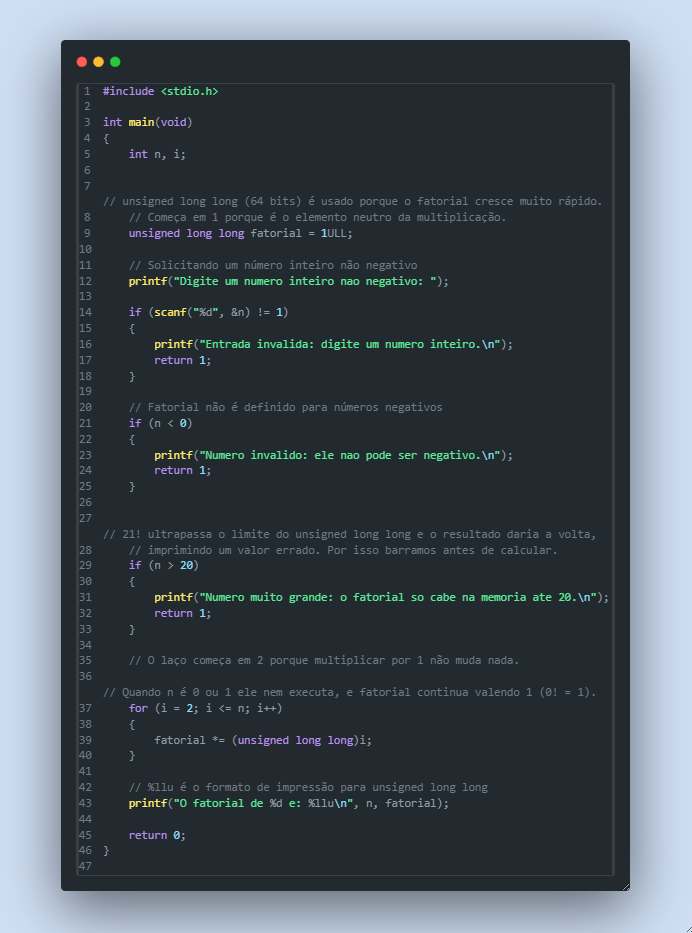 1 #include <stdio.h>
2
3 int main(void)
4 {
5     int n, i;
6
7
// unsigned long long (64 bits) é usado porque o fatorial cresce muito rápido.
8     // Começa em 1 porque é o elemento neutro da multiplicação.
9     unsigned long long fatorial = 1ULL;
10
11     // Solicitando um número inteiro não negativo
12     printf("Digite um numero inteiro nao negativo: ");
13
14     if (scanf("%d", &n) != 1)
15     {
16         printf("Entrada invalida: digite um numero inteiro.\n");
17         return 1;
18     }
19
20     // Fatorial não é definido para números negativos
21     if (n < 0)
22     {
23         printf("Numero invalido: ele nao pode ser negativo.\n");
24         return 1;
25     }
26
27
// 21! ultrapassa o limite do unsigned long long e o resultado daria a volta,
28     // imprimindo um valor errado. Por isso barramos antes de calcular.
29     if (n > 20)
30     {
31         printf("Numero muito grande: o fatorial so cabe na memoria ate 20.\n");
32         return 1;
33     }
34
35     // O laço começa em 2 porque multiplicar por 1 não muda nada.
36
// Quando n é 0 ou 1 ele nem executa, e fatorial continua valendo 1 (0! = 1).
37     for (i = 2; i <= n; i++)
38     {
39         fatorial *= (unsigned long long)i;
40     }
41
42     // %llu é o formato de impressão para unsigned long long
43     printf("O fatorial de %d e: %llu\n", n, fatorial);
44
45     return 0;
46 }
47